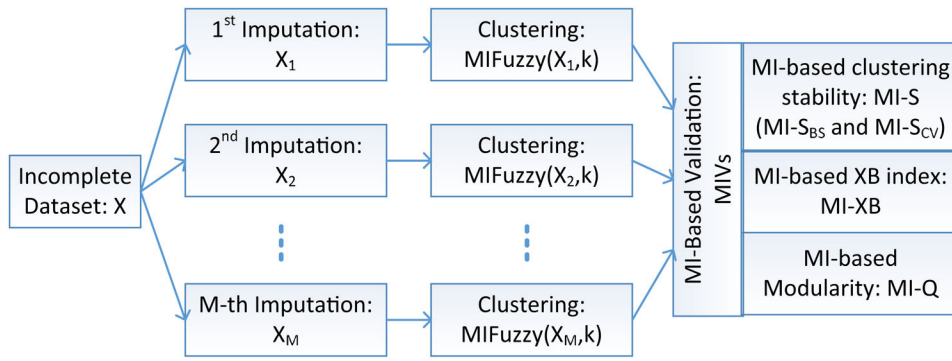 Incomplete
Dataset: X
1st Imputation:
X1
Clustering:
MIFuzzy(X1,k)
2nd Imputation:
X2
Clustering:
MIFuzzy(X2,k)
M-th Imputation:
XM
Clustering:
MIFuzzy(XM,k)
MI-Based Validation:
MIVs
MI-based clustering
stability: MI-S
(MI-SBS and MI-SCV)
MI-based XB index:
MI-XB
MI-based
Modularity: MI-Q